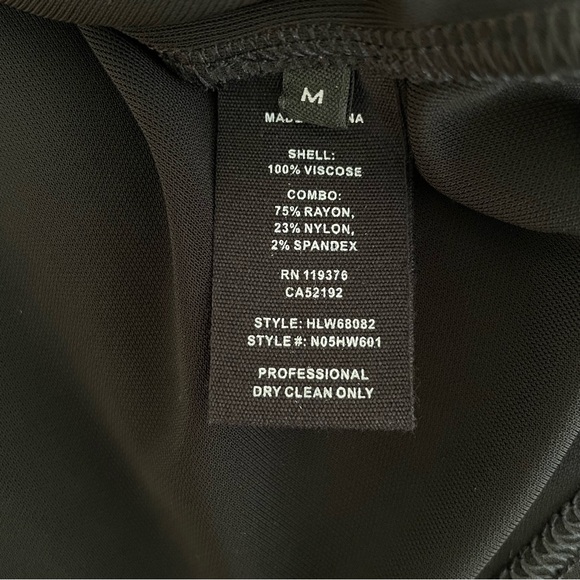 M
SHELL:
100% VISCOSE
COMBO:
75% RAYON,
23% NYLON,
2% SPANDEX
RN 119376
CA52192
STYLE: HLW68082
STYLE #: N05HW601
PROFESSIONAL
DRY CLEAN ONLY